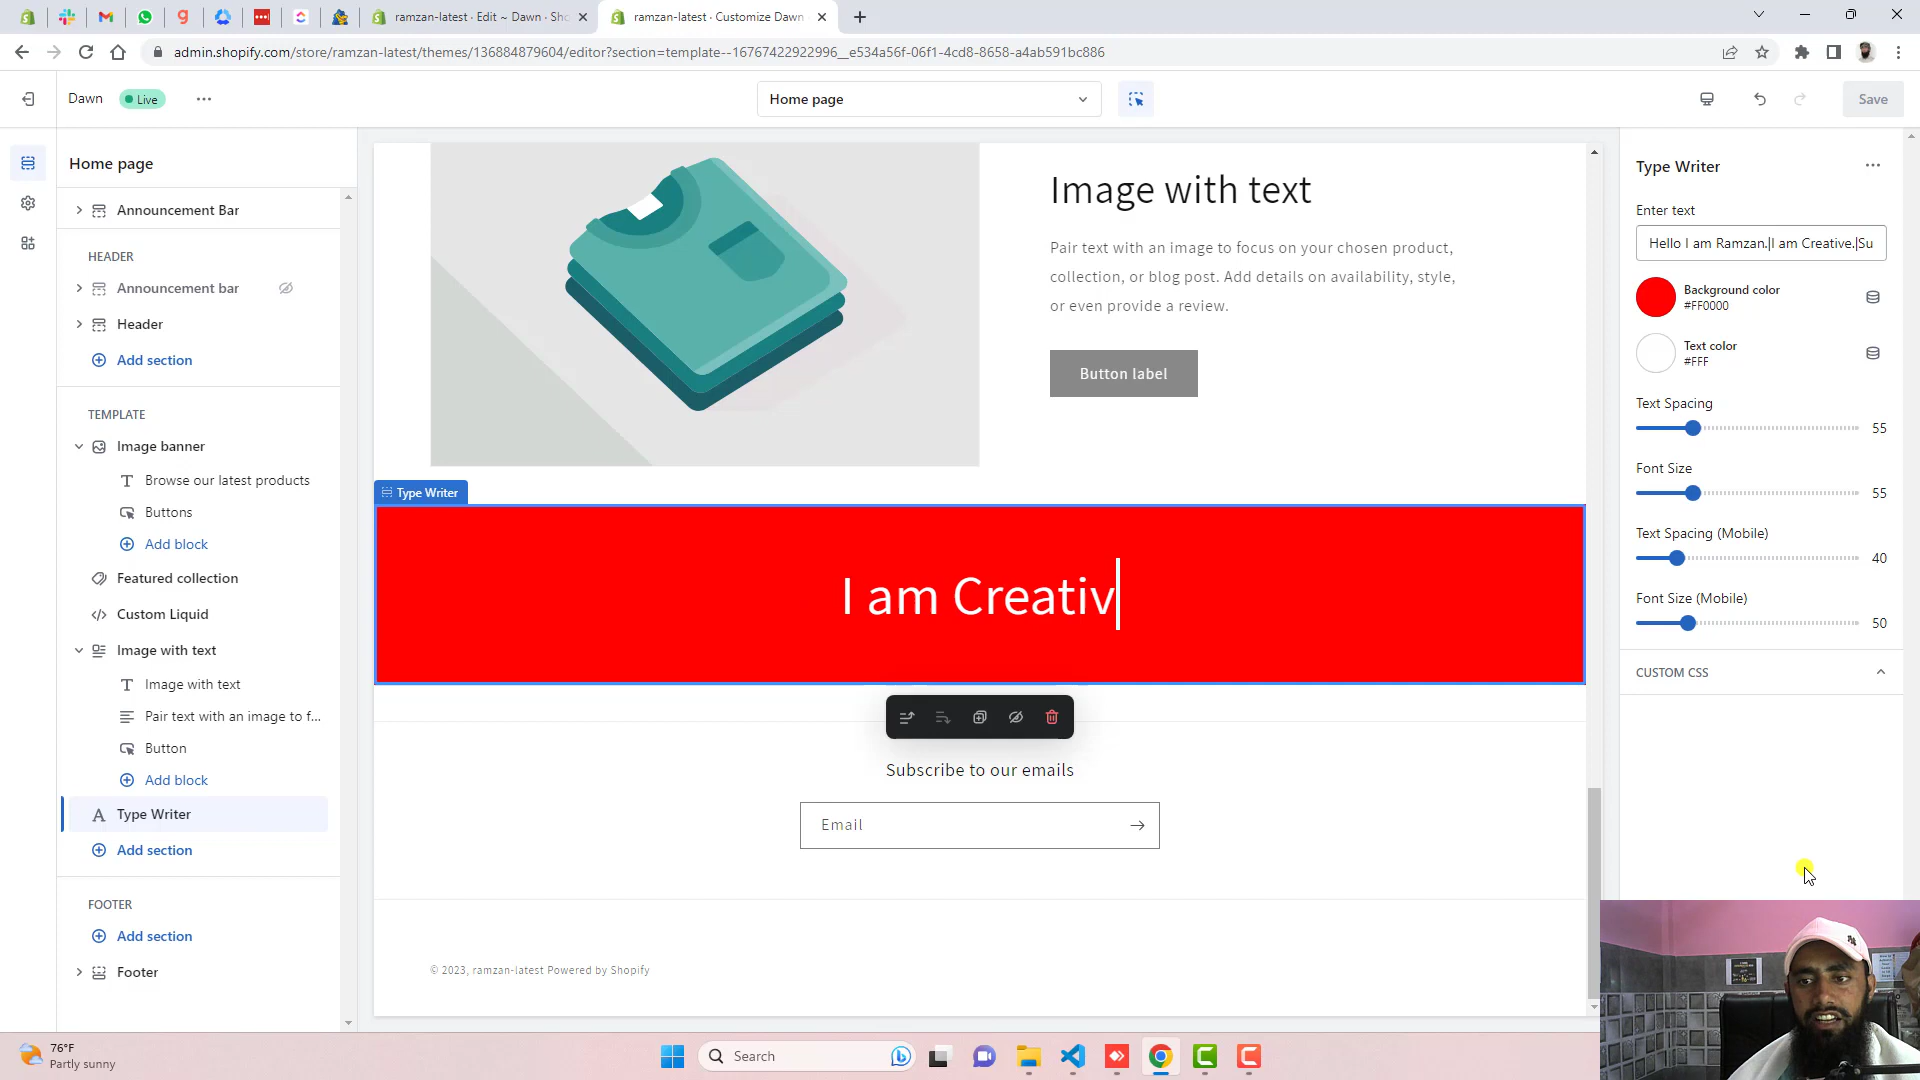 ramzan-latest · Edit ~ Dawn · Sho
ramzan-latest · Customize Dawn
admin.shopify.com/store/ramzan-latest/themes/136884879604/editor?section=template--16767422922996__e534a56f-06f1-4cd8-8658-a4ab591bc886
Dawn
Live
Home page
Save
Home page
Announcement Bar
HEADER
Announcement bar
Header
Add section
TEMPLATE
Image banner
Browse our latest products
Buttons
Add block
Featured collection
Custom Liquid
Image with text
Image with text
Pair text with an image to f...
Button
Add block
Type Writer
Add section
FOOTER
Add section
Footer
Image with text
Pair text with an image to focus on your chosen product,
collection, or blog post. Add details on availability, style,
or even provide a review.
Button label
Type Writer
I am Creativ|
Subscribe to our emails
Email
© 2023, ramzan-latest Powered by Shopify
Type Writer
Enter text
Hello I am Ramzan.|I am Creative.|Su
Background color
#FF0000
Text color
#FFF
Text Spacing
55
Font Size
55
Text Spacing (Mobile)
40
Font Size (Mobile)
50
CUSTOM CSS
76°F
Partly sunny
Search